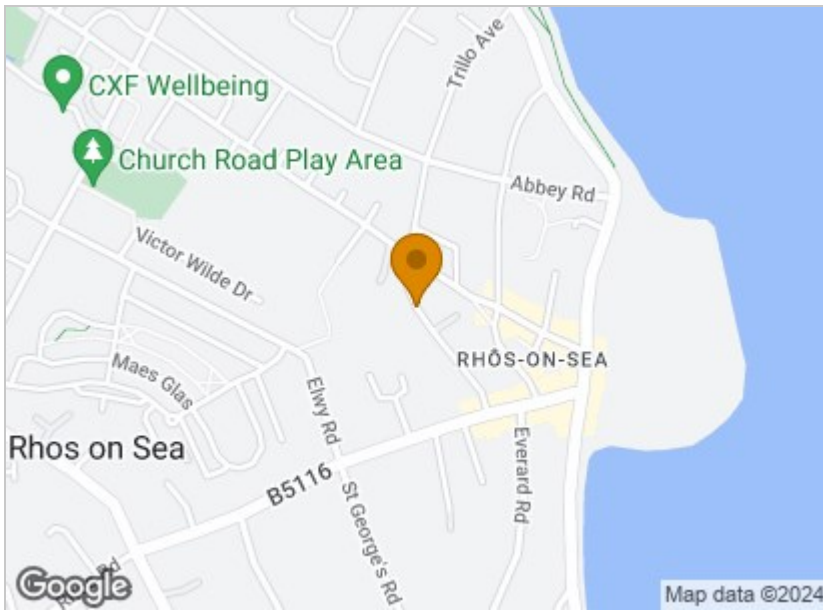 Trillo Ave
CXF Wellbeing
Church Road Play Area
Abbey Rd
Victor Wilde Dr
RHÔS-ON-SEA
Maes Glas
Elwy Rd
Rhos on Sea
Everard Rd
B5116
St George's Rd
Rd
Google
Map data ©2024